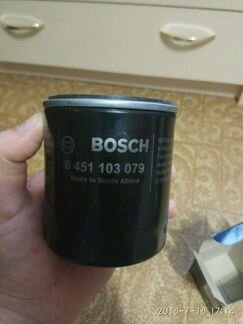 BOSCH
0 451 103 079
Made in South Africa
2018-7-18 17:14